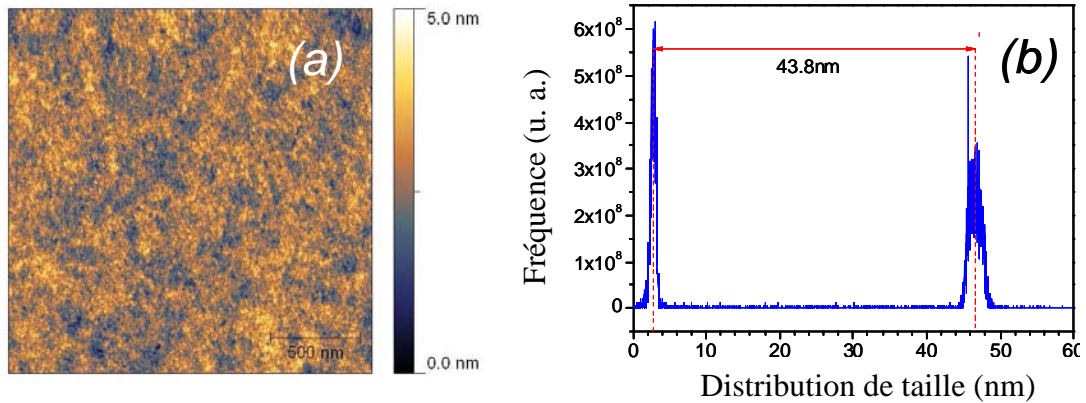 (a)
5.0 nm
500 nm
0.0 nm
(b)
43.8nm
Fréquence (u. a.)
6x10⁸
5x10⁸
4x10⁸
3x10⁸
2x10⁸
1x10⁸
0
0 10 20 30 40 50 60
Distribution de taille (nm)